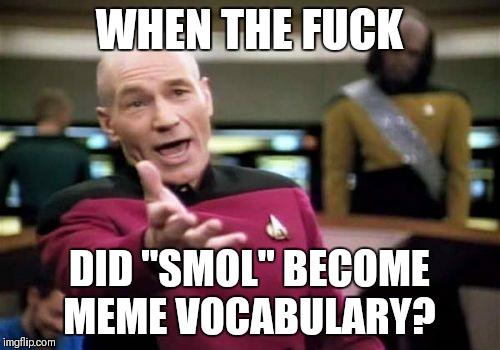 WHEN THE FUCK
DID "SMOL" BECOME
MEME VOCABULARY?
imgflip.com